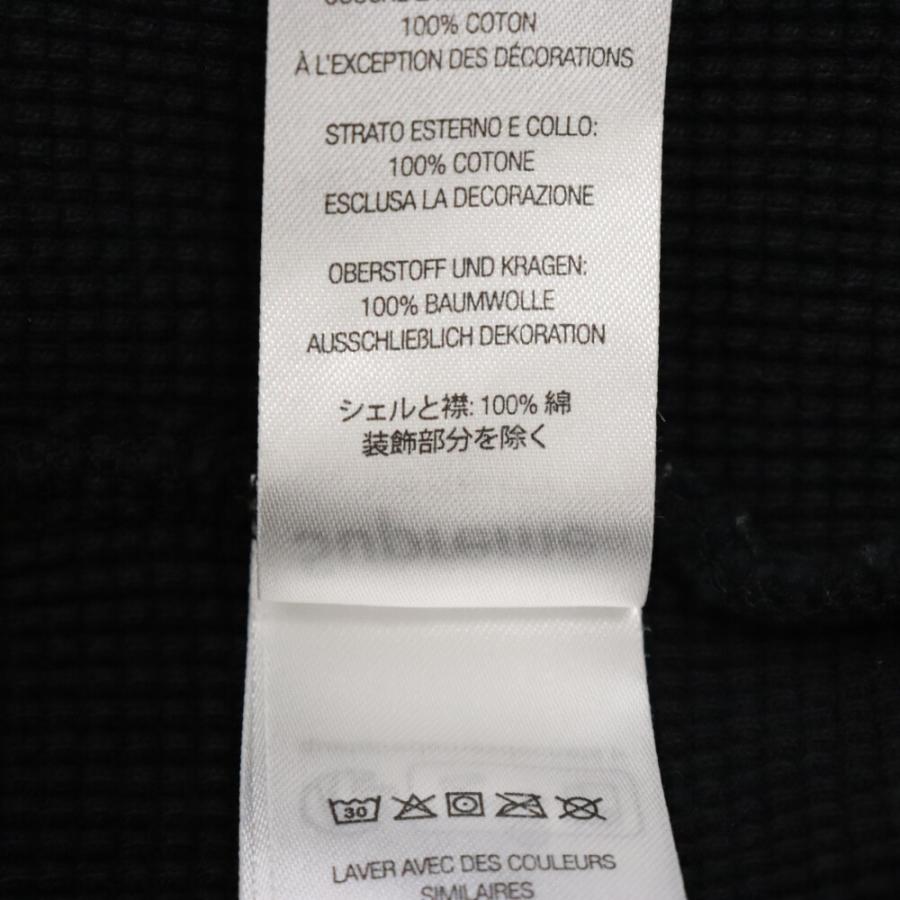 100% COTON
À L'EXCEPTION DES DÉCORATIONS
STRATO ESTERNO E COLLO:
100% COTONE
ESCLUSA LA DECORAZIONE
OBERSTOFF UND KRAGEN:
100% BAUMWOLLE
AUSSCHLIEßLICH DEKORATION
シェルと襟: 100% 綿
装飾部分を除く
30
LAVER AVEC DES COULEURS
SIMILAIRES